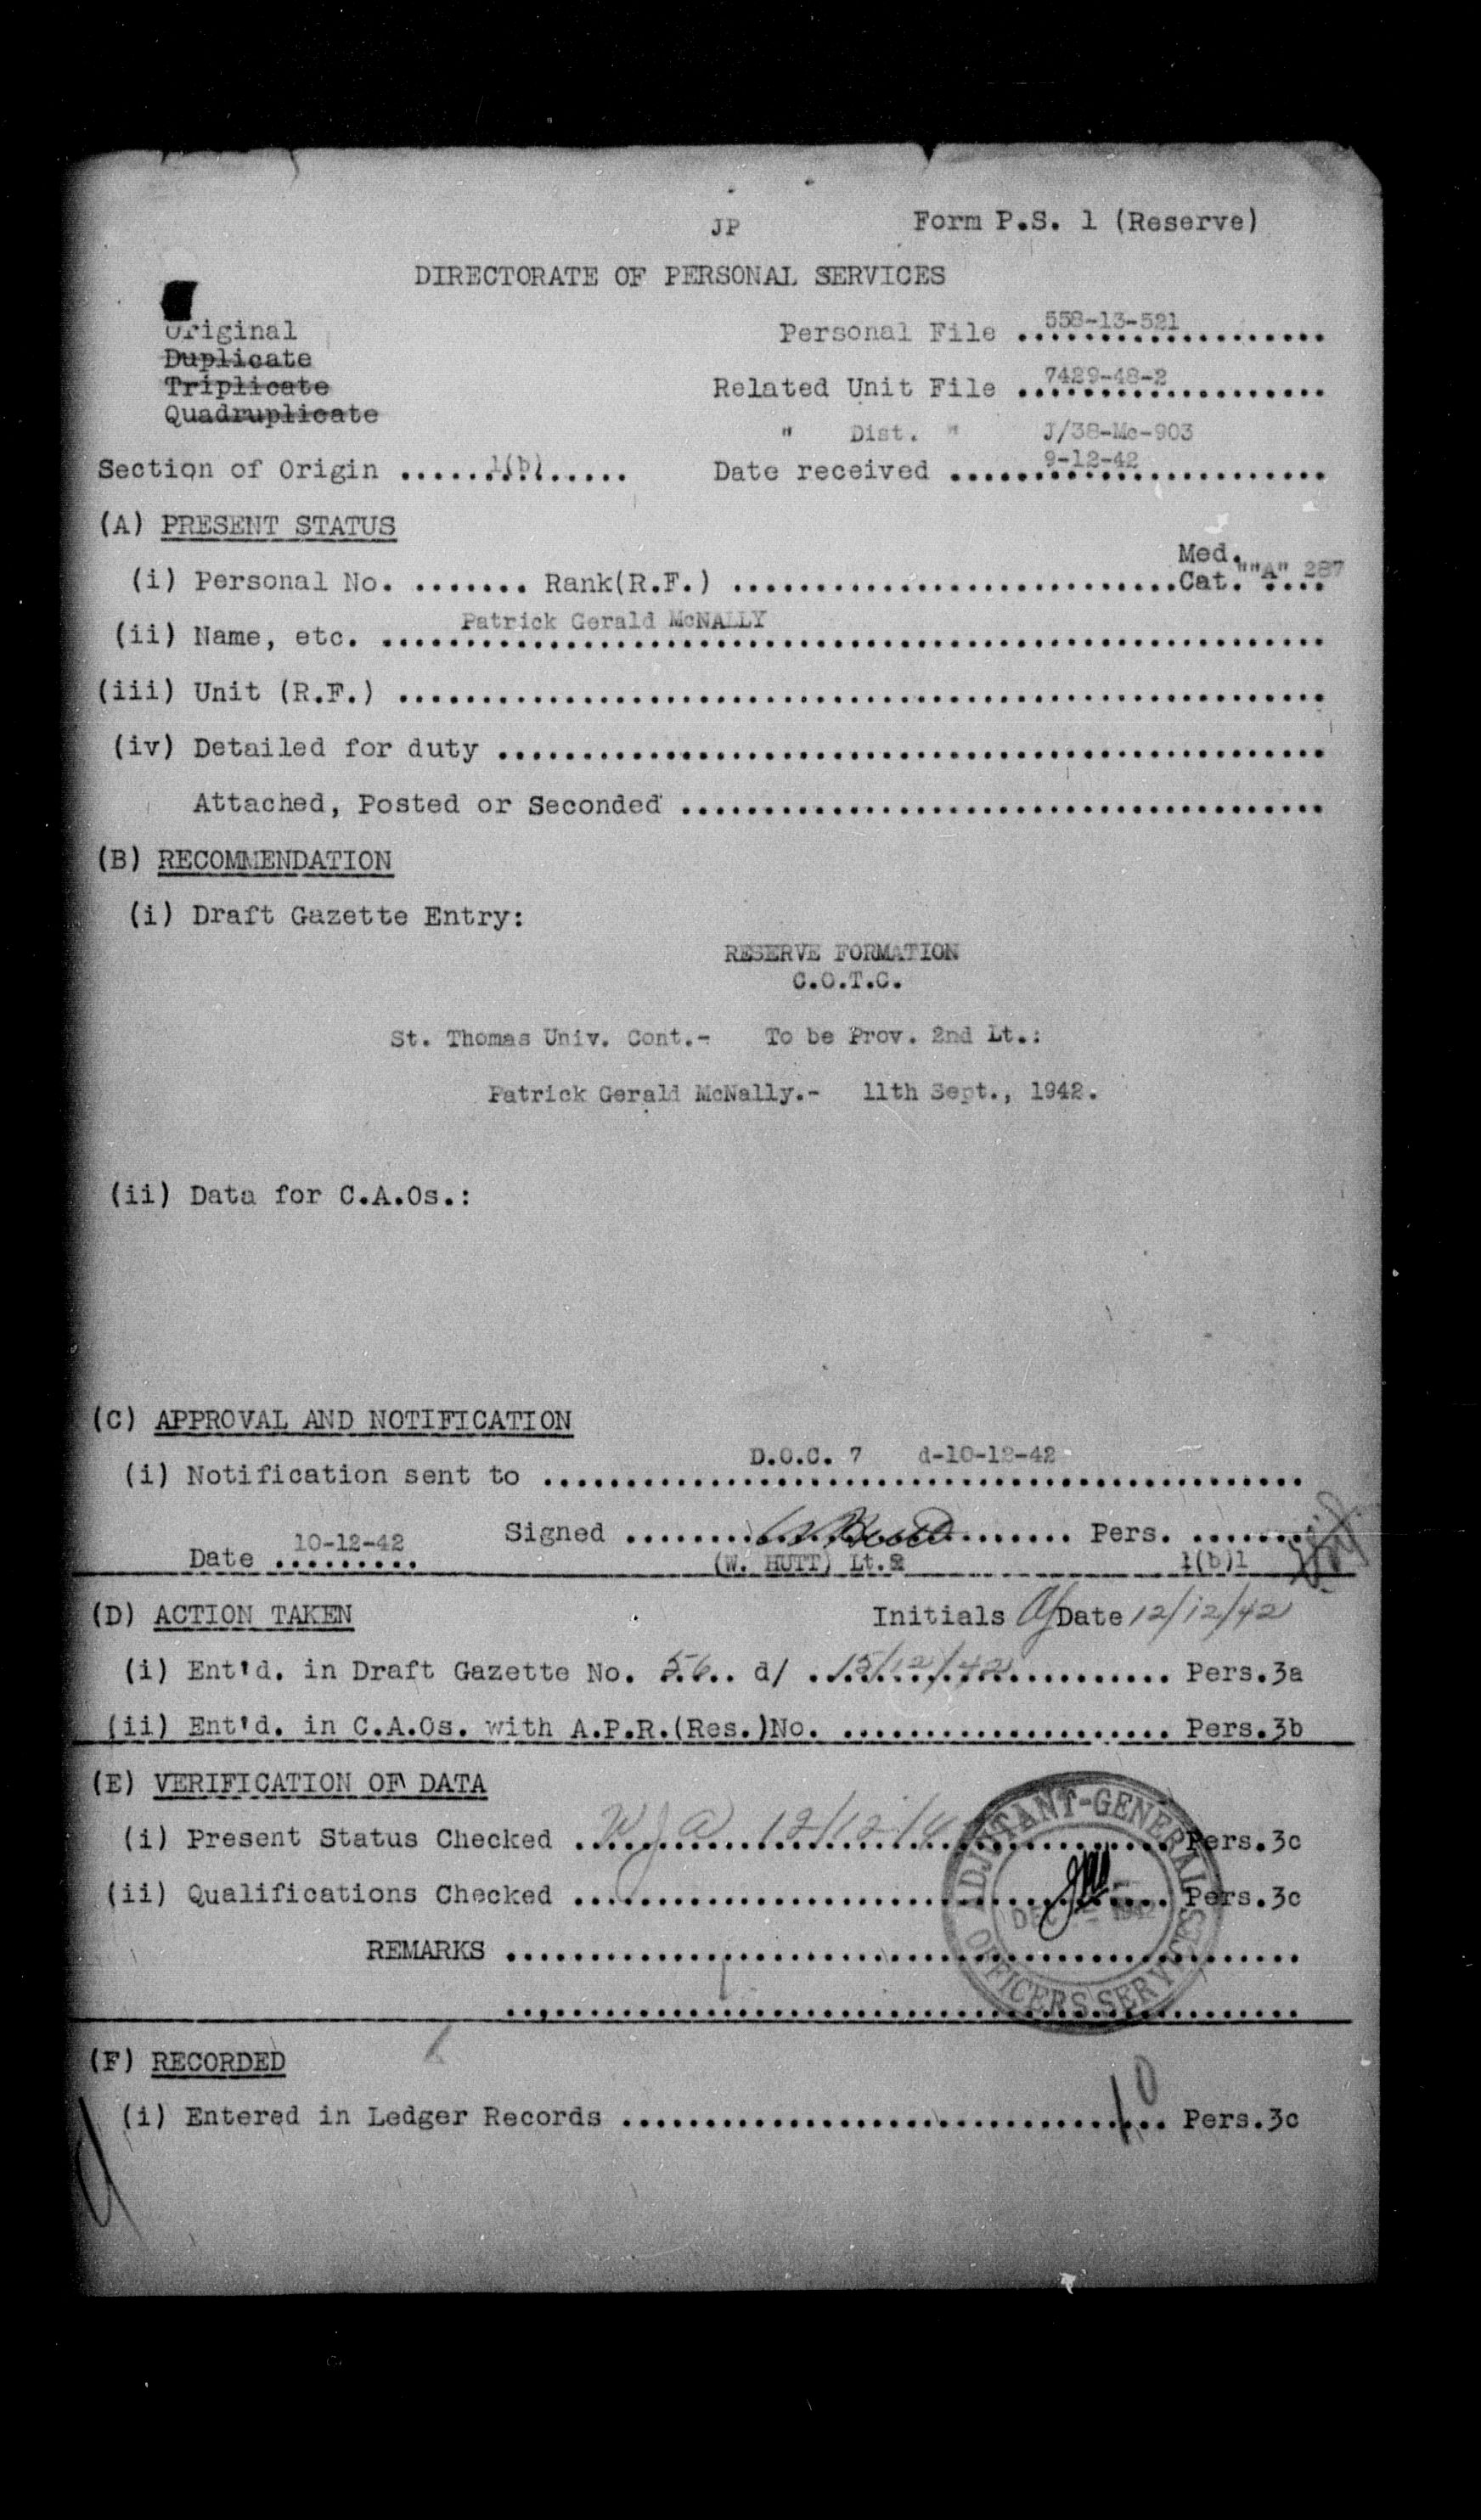 JP Form P.S. 1 (Reserve)
DIRECTORATE OF PERSONAL SERVICES
Original
Personal File ...................... 558-13-521
Duplicate
Triplicate
Related Unit File ...................... 7429-48-2
Quadruplicate
" Dist. " J/38-Mc-903
Section of Origin ...... 1(b) ......
Date received ...................... 9-12-42
(A) PRESENT STATUS
Med.
(i) Personal No. ....... Rank(R.F.) ..........................Cat. ""A" 287
(ii) Name, etc. ...... Patrick Gerald McNALLY ......
(iii) Unit (R.F.) ......................
(iv) Detailed for duty ......................
Attached, Posted or Seconded ......................
(B) RECOMMENDATION
(i) Draft Gazette Entry:
RESERVE FORMATION
C.O.T.C.
St. Thomas Univ. Cont.- To be Prov. 2nd Lt.:
Patrick Gerald McNally.- 11th Sept., 1942.
(ii) Data for C.A.Os.:
(C) APPROVAL AND NOTIFICATION
(i) Notification sent to ...... D.O.C. 7 d-10-12-42 ......
Signed ...... W Hutt ...... Pers. .......
Date 10-12-42 .........
(W. HUTT) Lt. 1(b)1
(D) ACTION TAKEN Initials Date 12/12/42
(i) Ent'd. in Draft Gazette No. 56 .. d/ . 15/12/42 ...... Pers.3a
(ii) Ent'd. in C.A.Os. with A.P.R.(Res.)No. .................... Pers.3b
(E) VERIFICATION OF DATA
(i) Present Status Checked ... WJA 12/12/4 ...... Pers.3c
(ii) Qualifications Checked ...................... Pers.3c
ADJUTANT-GENERAL
DEC 1942
OFFICERS SERVICES
REMARKS ......................
......................
(F) RECORDED
(i) Entered in Ledger Records ...................... Pers.3c